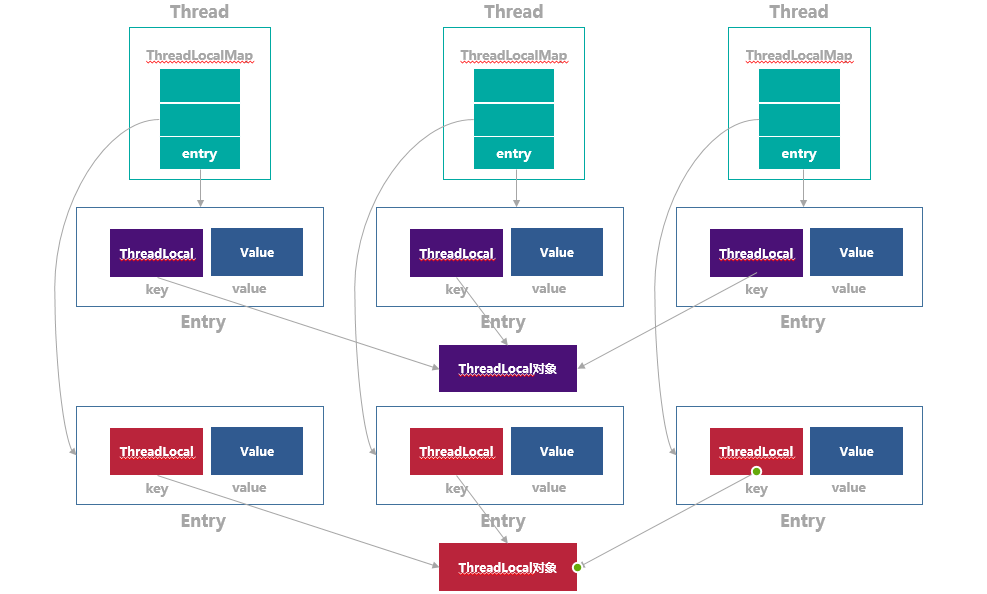 Thread Thread Thread
ThreadLocalMap ThreadLocalMap ThreadLocalMap
entry entry entry
ThreadLocal Value ThreadLocal Value ThreadLocal Value
key value key value key value
Entry Entry Entry
ThreadLocal对象
ThreadLocal Value ThreadLocal Value ThreadLocal Value
key value key value key value
Entry Entry Entry
ThreadLocal对象